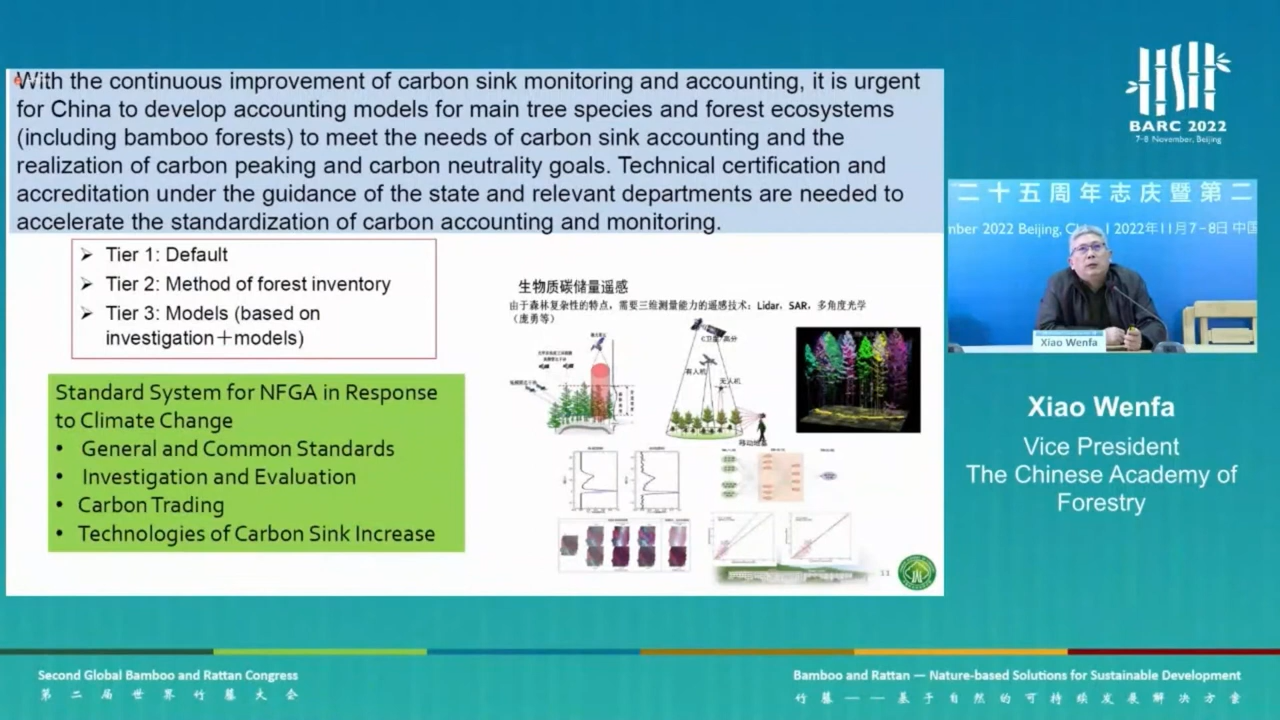 With the continuous improvement of carbon sink monitoring and accounting, it is urgent
for China to develop accounting models for main tree species and forest ecosystems
(including bamboo forests) to meet the needs of carbon sink accounting and the
realization of carbon peaking and carbon neutrality goals. Technical certification and
accreditation under the guidance of the state and relevant departments are needed to
accelerate the standardization of carbon accounting and monitoring.
Tier 1: Default
Tier 2: Method of forest inventory
Tier 3: Models (based on
investigation+models)
Standard System for NFGA in Response
to Climate Change
• General and Common Standards
• Investigation and Evaluation
• Carbon Trading
• Technologies of Carbon Sink Increase
生物质碳储量遥感
由于森林复杂性的特点，需要三维测量能力的遥感技术：Lidar，SAR，多角度光学
（庞勇等）
有人机
无人机
11
BARC 2022
7-8 November, Beijing
二十五周年志庆暨第二
nber 2022 Beijing, 2022年11月7-8日 中国
Xiao Wenfa
Xiao Wenfa
Vice President
The Chinese Academy of
Forestry
Second Global Bamboo and Rattan Congress
第二届世界竹藤大会
Bamboo and Rattan — Nature-based Solutions for Sustainable Development
竹藤——基于自然的可持续发展解决方案